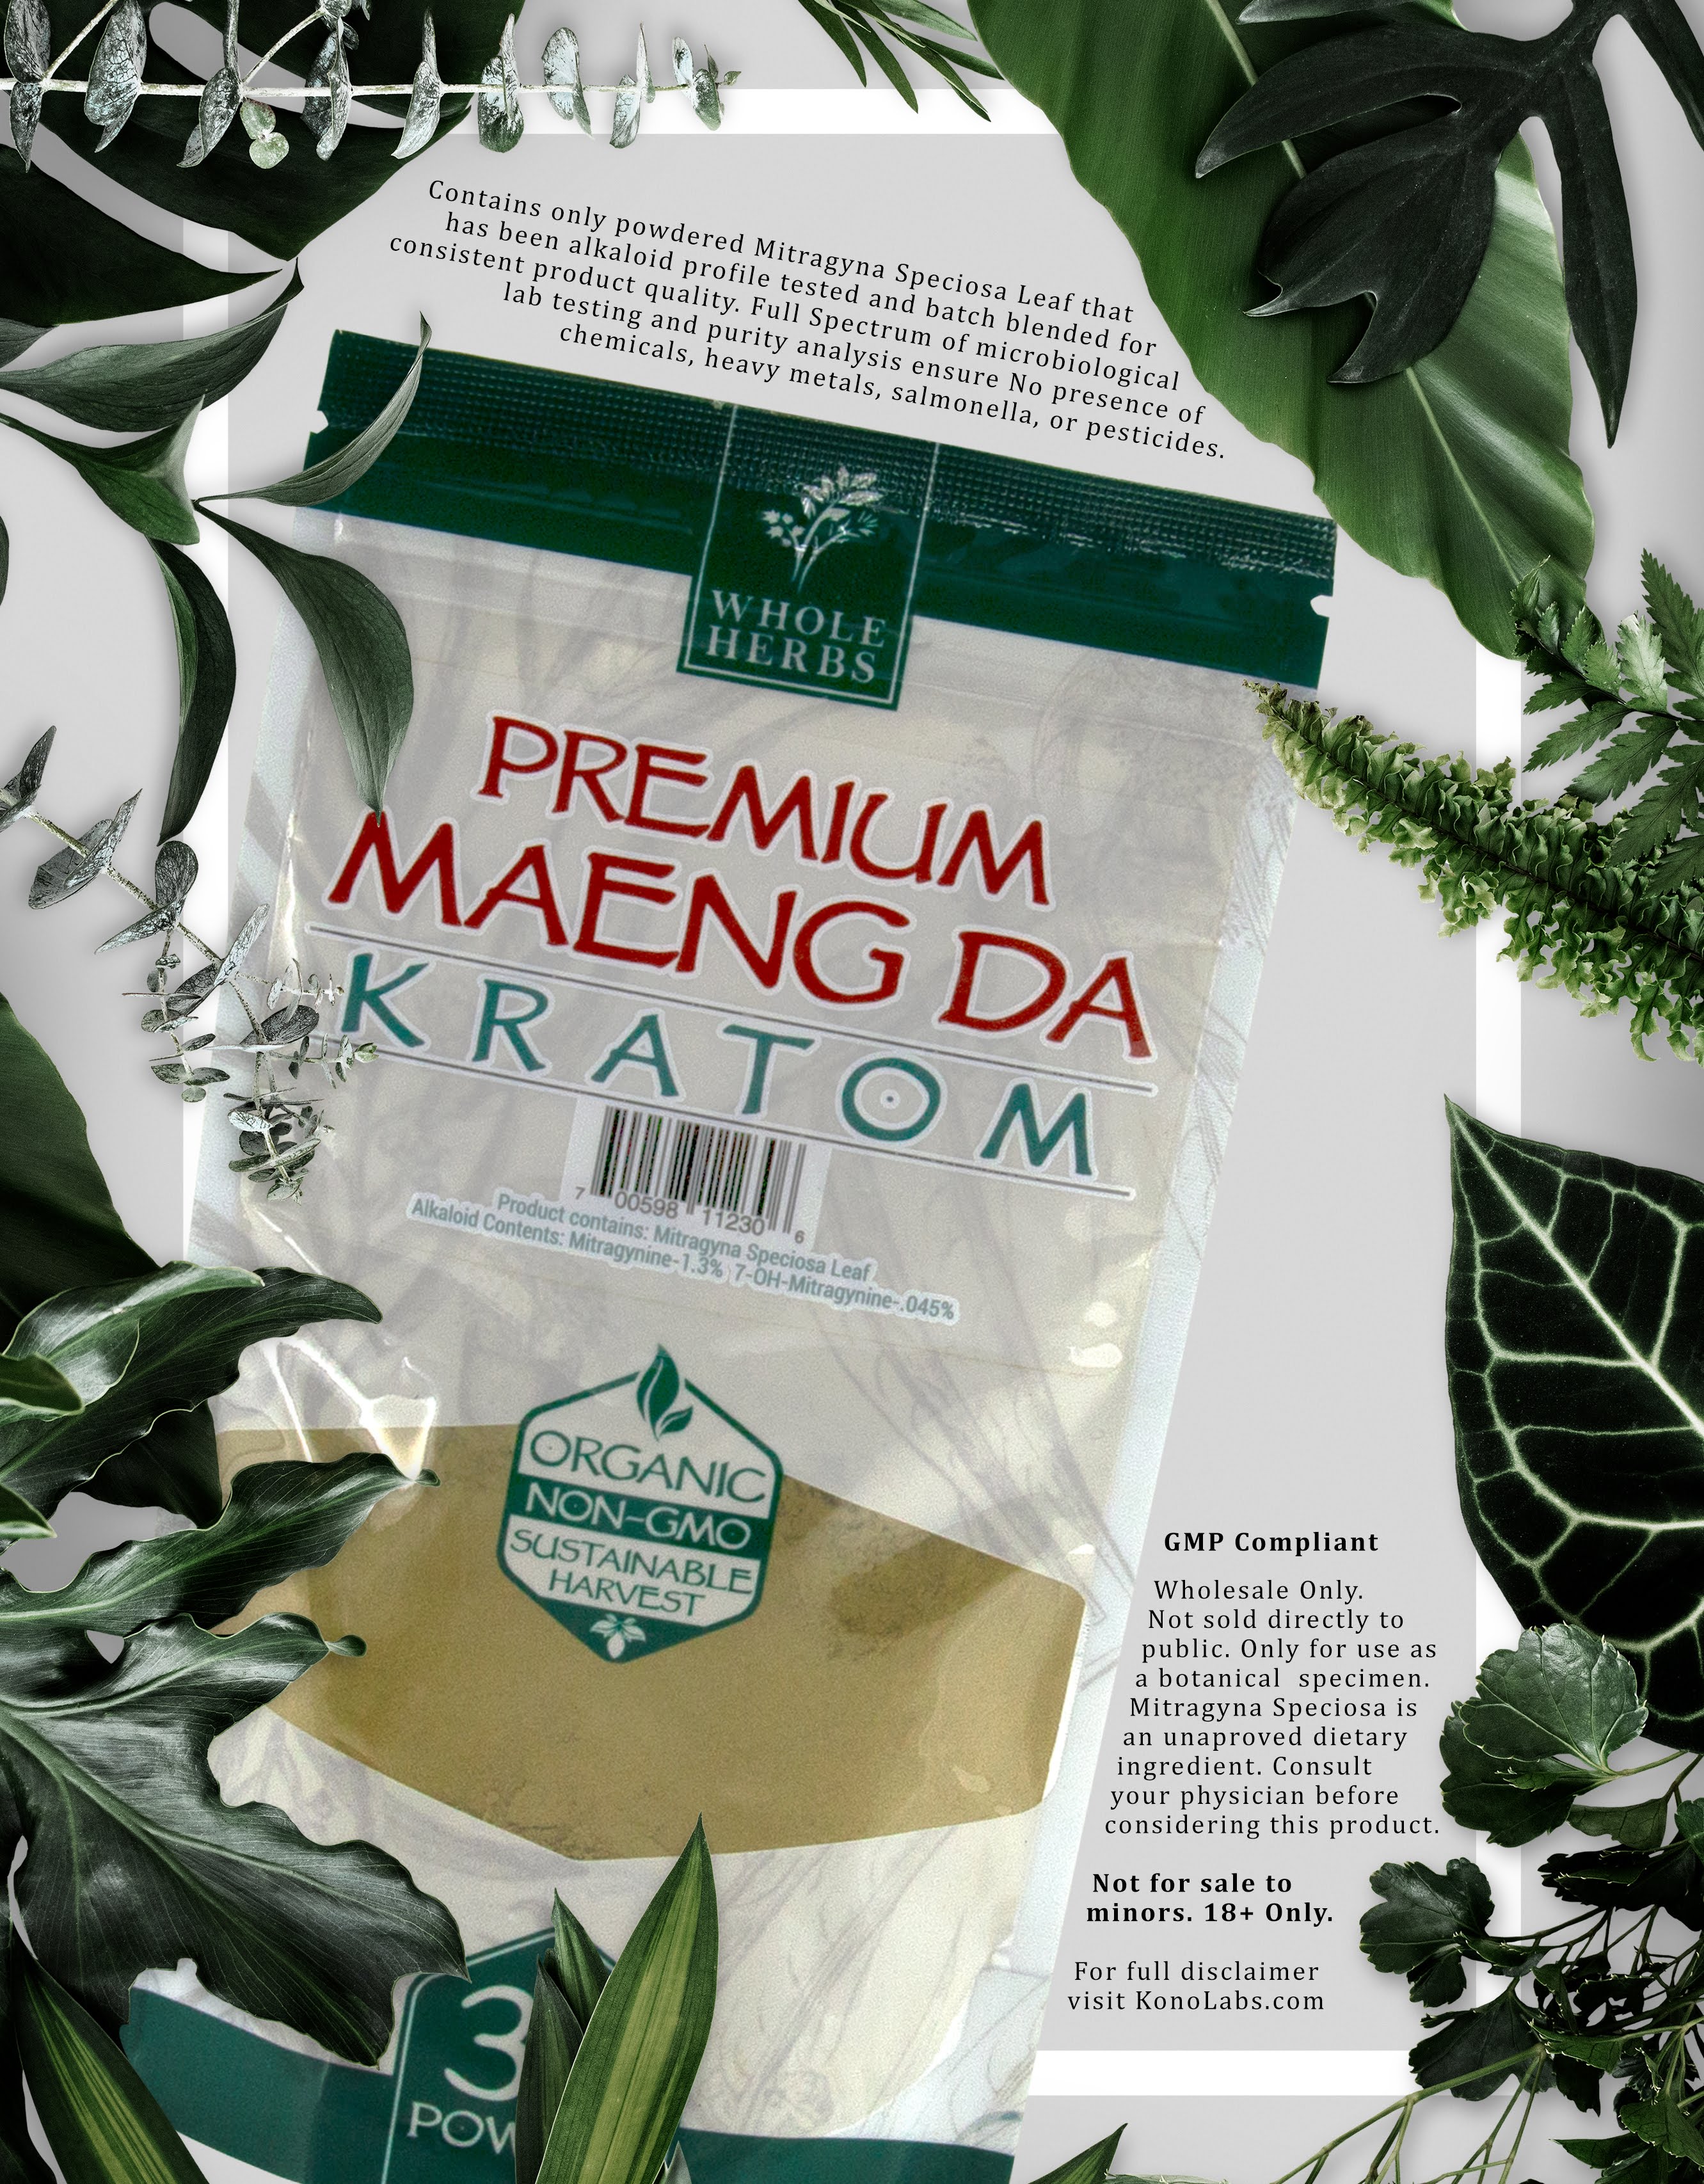 Contains only powdered Mitragyna Speciosa Leaf that
has been alkaloid profile tested and batch blended for
consistent product quality. Full Spectrum of microbiological
lab testing and purity analysis ensure No presence of
chemicals, heavy metals, salmonella, or pesticides.
WHOLE
HERBS
PREMIUM
MAENG DA
KRATOM
7 00598 11230 6
Product contains: Mitragyna Speciosa Leaf
Alkaloid Contents: Mitragynine-1.3% 7-OH-Mitragynine-.045%
ORGANIC
NON-GMO
SUSTAINABLE
HARVEST
GMP Compliant
Wholesale Only.
Not sold directly to
public. Only for use as
a botanical specimen.
Mitragyna Speciosa is
an unaproved dietary
ingredient. Consult
your physician before
considering this product.
Not for sale to
minors. 18+ Only.
For full disclaimer
visit KonoLabs.com
3